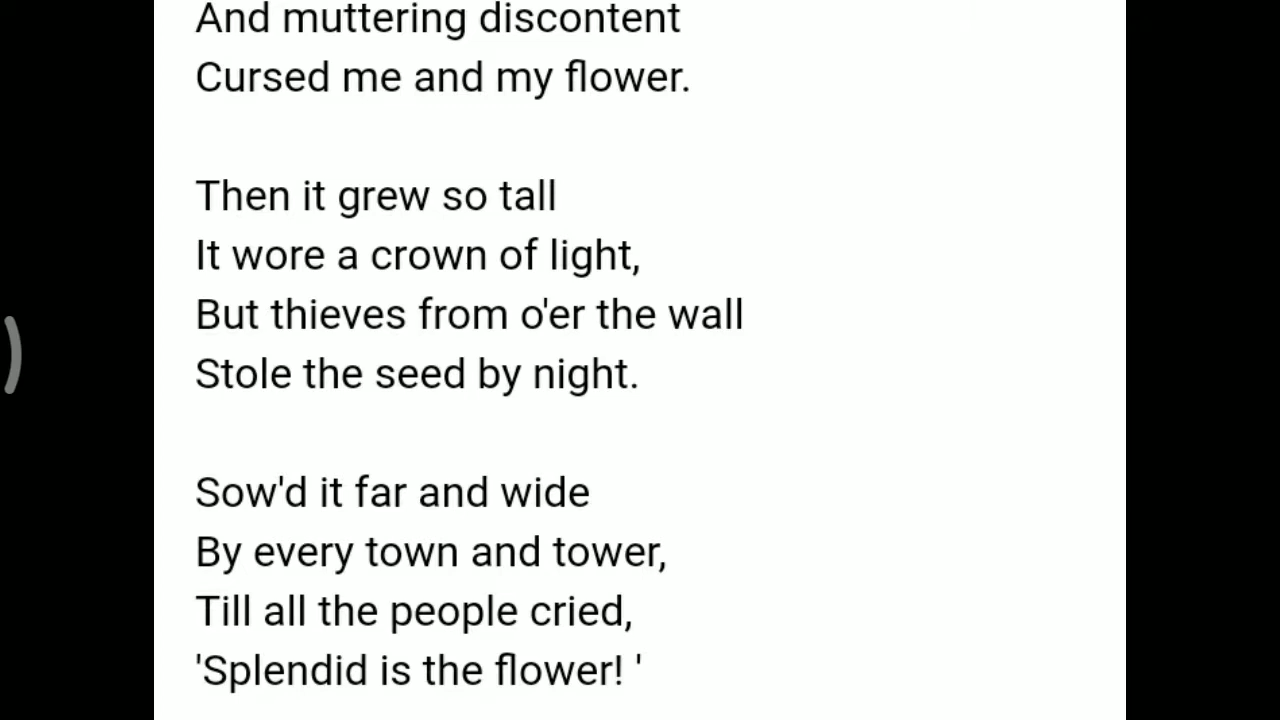 And muttering discontent
Cursed me and my flower.
Then it grew so tall
It wore a crown of light,
But thieves from o'er the wall
Stole the seed by night.
Sow'd it far and wide
By every town and tower,
Till all the people cried,
'Splendid is the flower! '